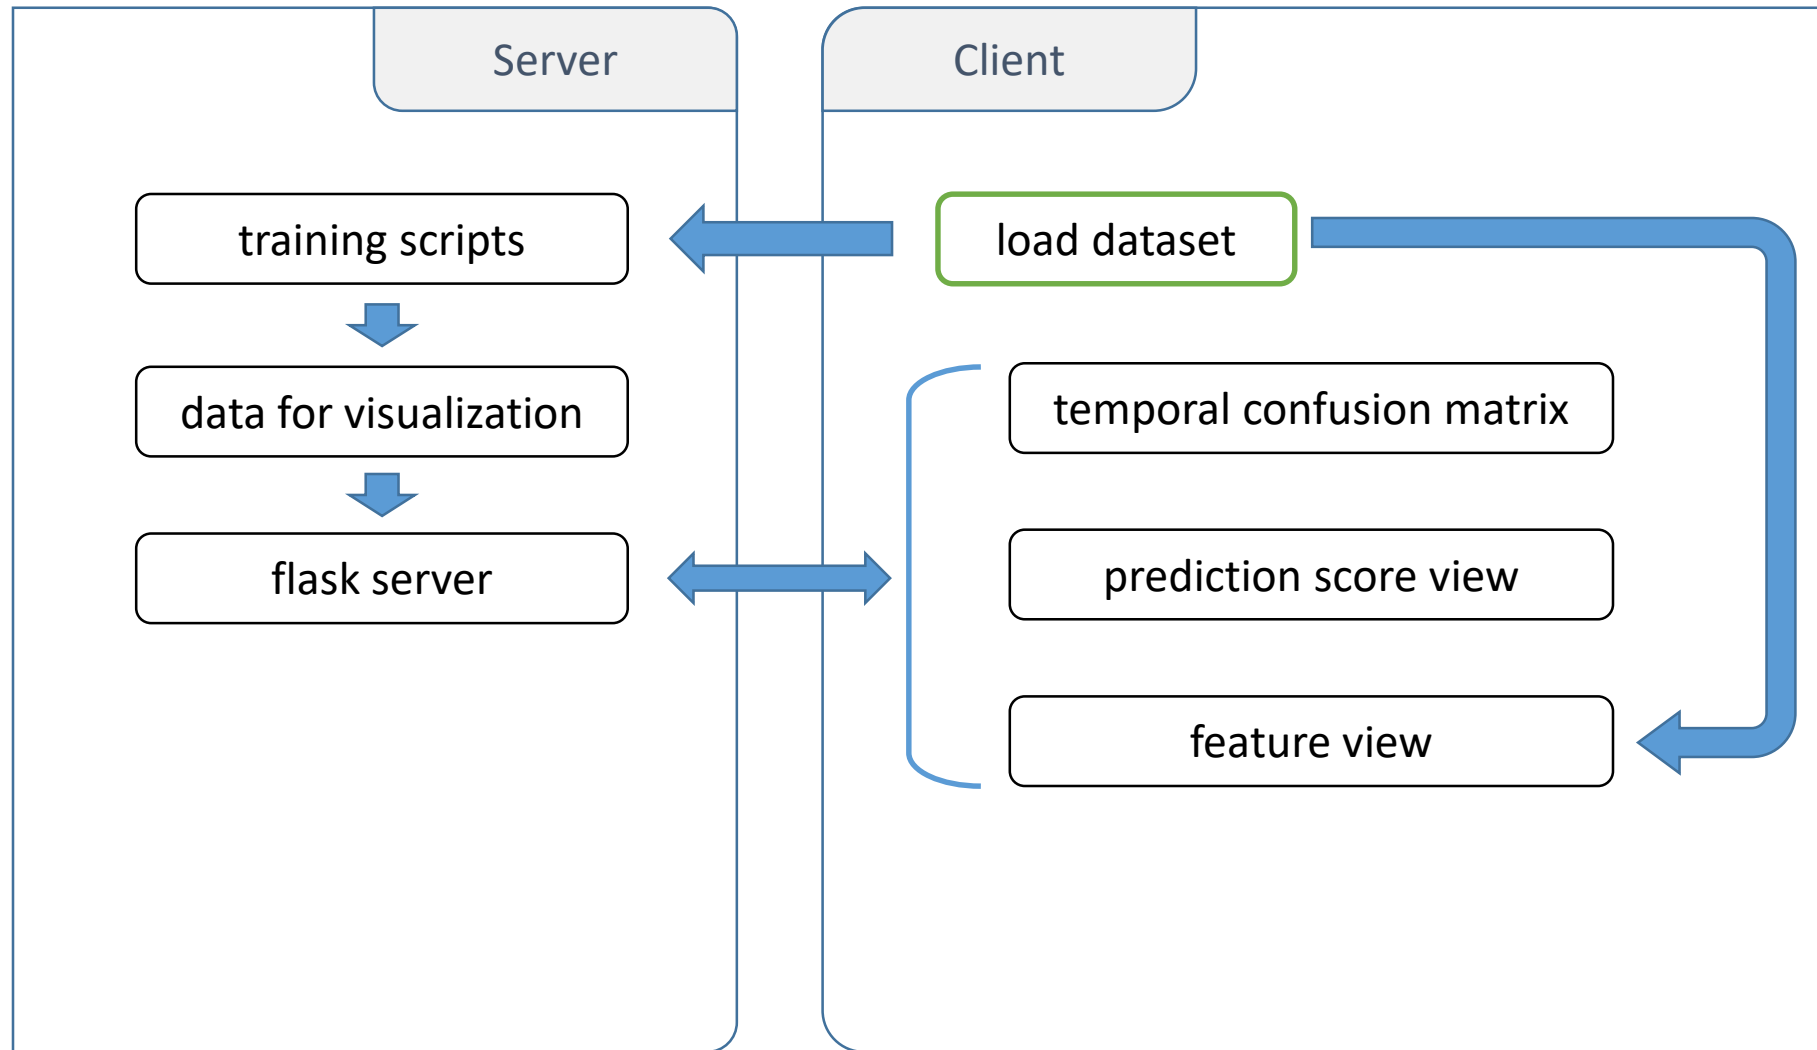 Server
Client
training scripts
load dataset
data for visualization
temporal confusion matrix
flask server
prediction score view
feature view